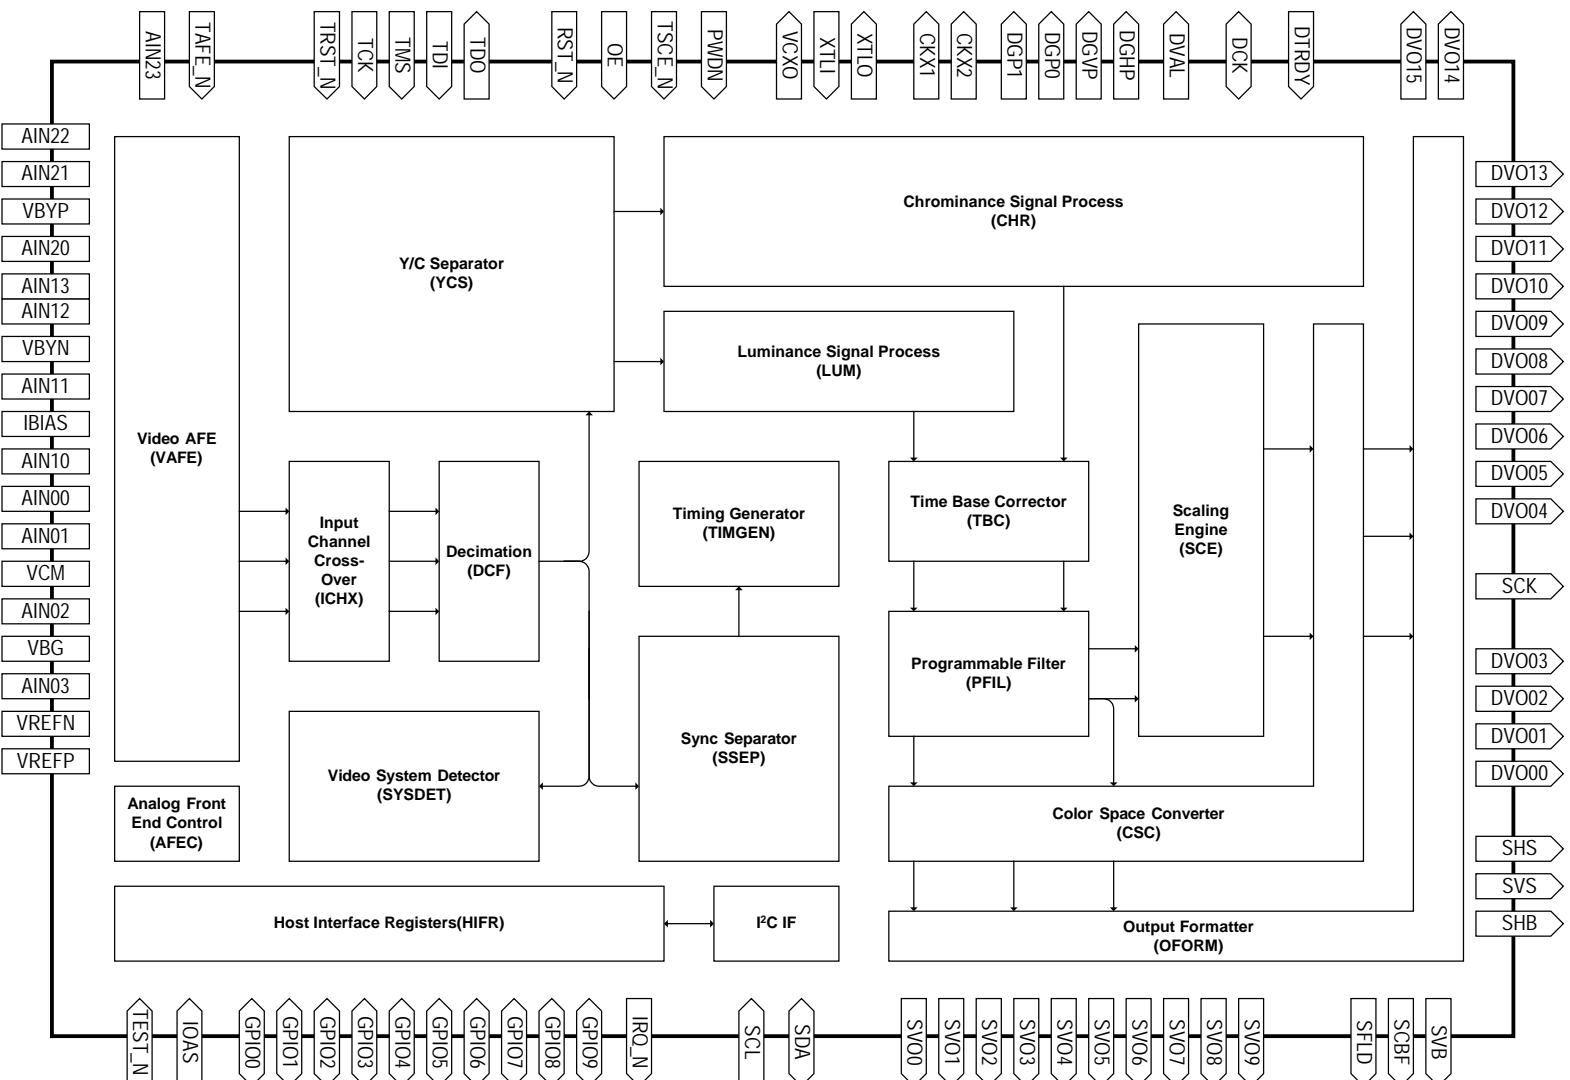 AIN23
TAFE_N
TRST_N
TCK
TMS
TDI
TDO
RST_N
OE
TSCE_N
PWDN
VCXO
XTLI
XTLO
CKX1
CKX2
DGP1
DGP0
DGVP
DGHP
DVAL
DCK
DTRDY
DVO15
DVO14
AIN22
AIN21
VBYP
AIN20
AIN13
AIN12
VBYN
AIN11
IBIAS
AIN10
AIN00
AIN01
VCM
AIN02
VBG
AIN03
VREFN
VREFP
Video AFE
(VAFE)
Analog Front
End Control
(AFEC)
Y/C Separator
(YCS)
Chrominance Signal Process
(CHR)
Luminance Signal Process
(LUM)
Input
Channel
Cross-
Over
(ICHX)
Decimation
(DCF)
Timing Generator
(TIMGEN)
Time Base Corrector
(TBC)
Scaling
Engine
(SCE)
Programmable Filter
(PFIL)
Sync Separator
(SSEP)
Video System Detector
(SYSDET)
Color Space Converter
(CSC)
Host Interface Registers(HIFR)
I²C IF
Output Formatter
(OFORM)
DVO13
DVO12
DVO11
DVO10
DVO09
DVO08
DVO07
DVO06
DVO05
DVO04
SCK
DVO03
DVO02
DVO01
DVO00
SHS
SVS
SHB
TEST_N
IOAS
GPIO0
GPIO1
GPIO2
GPIO3
GPIO4
GPIO5
GPIO6
GPIO7
GPIO8
GPIO9
IRQ_N
SCL
SDA
SVO0
SVO1
SVO2
SVO3
SVO4
SVO5
SVO6
SVO7
SVO8
SVO9
SFLD
SCBF
SVB